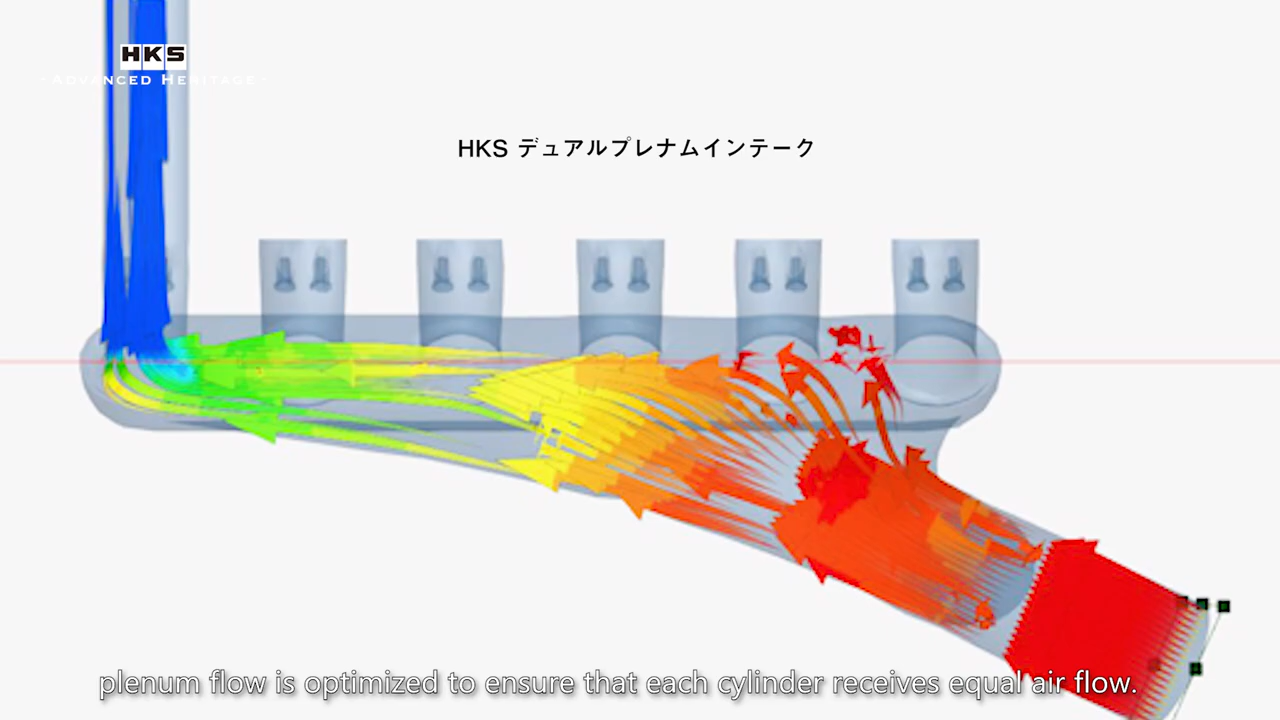 HKS
- ADVANCED HERITAGE -
HKS デュアルプレナムインテーク
plenum flow is optimized to ensure that each cylinder receives equal air flow.